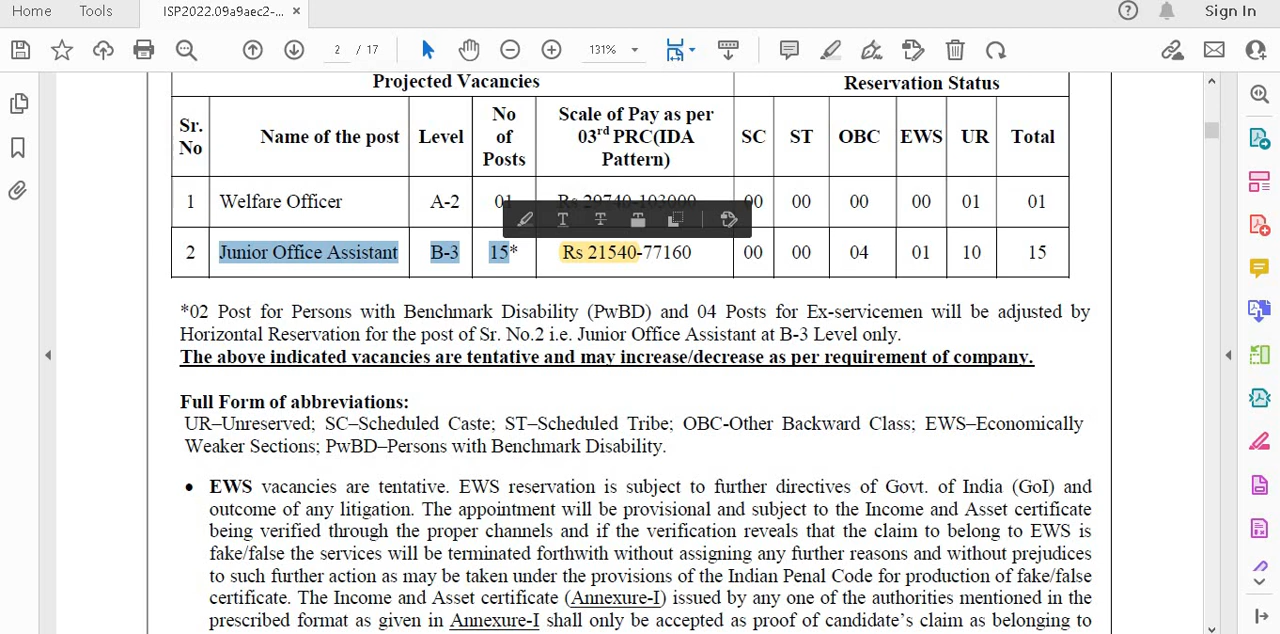 Home Tools ISP2022.09a9aec2-... × Sign In
2 / 17 131%
Projected Vacancies Reservation Status
Sr. No Name of the post Level No of Posts Scale of Pay as per 03rd PRC(IDA Pattern) SC ST OBC EWS UR Total
1 Welfare Officer A-2 01 Rs 29740-103000 00 00 00 00 01 01
2 Junior Office Assistant B-3 15* Rs 21540-77160 00 00 04 01 10 15
*02 Post for Persons with Benchmark Disability (PwBD) and 04 Posts for Ex-servicemen will be adjusted by
Horizontal Reservation for the post of Sr. No.2 i.e. Junior Office Assistant at B-3 Level only.
The above indicated vacancies are tentative and may increase/decrease as per requirement of company.
Full Form of abbreviations:
UR–Unreserved; SC–Scheduled Caste; ST–Scheduled Tribe; OBC-Other Backward Class; EWS–Economically
Weaker Sections; PwBD–Persons with Benchmark Disability.
• EWS vacancies are tentative. EWS reservation is subject to further directives of Govt. of India (GoI) and
outcome of any litigation. The appointment will be provisional and subject to the Income and Asset certificate
being verified through the proper channels and if the verification reveals that the claim to belong to EWS is
fake/false the services will be terminated forthwith without assigning any further reasons and without prejudices
to such further action as may be taken under the provisions of the Indian Penal Code for production of fake/false
certificate. The Income and Asset certificate (Annexure-I) issued by any one of the authorities mentioned in the
prescribed format as given in Annexure-I shall only be accepted as proof of candidate's claim as belonging to